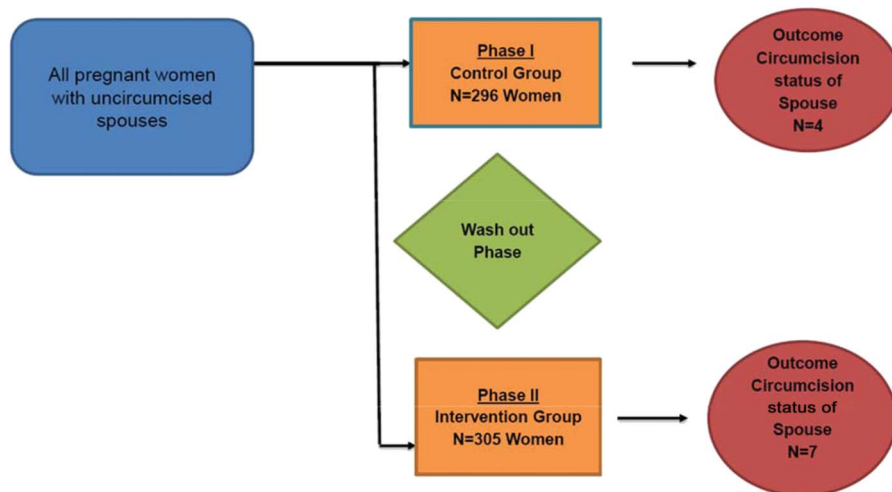 All pregnant women
with uncircumcised
spouses
Phase I
Control Group
N=296 Women
Outcome
Circumcision
status of
Spouse
N=4
Wash out
Phase
Phase II
Intervention Group
N=305 Women
Outcome
Circumcision
status of
Spouse
N=7